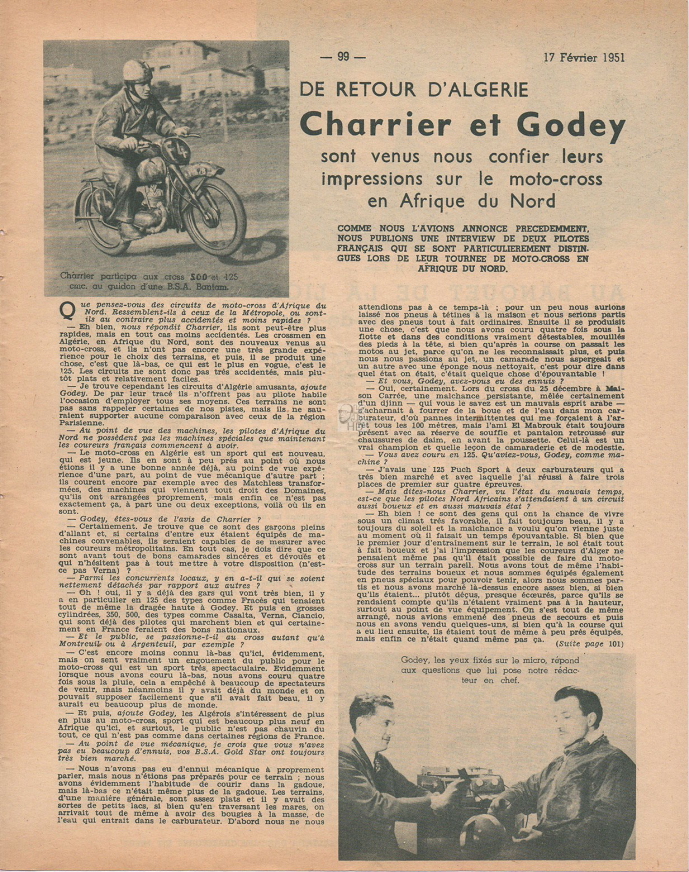 — 99 —
17 Février 1951
DE RETOUR D'ALGERIE
Charrier et Godey
sont venus nous confier leurs
impressions sur le moto-cross
en Afrique du Nord
COMME NOUS L'AVIONS ANNONCE PRECEDEMMENT,
NOUS PUBLIONS UNE INTERVIEW DE DEUX PILOTES
FRANÇAIS QUI SE SONT PARTICULIEREMENT DISTIN-
GUES LORS DE LEUR TOURNEE DE MOTO-CROSS EN
AFRIQUE DU NORD.
Charrier participa aux cross 500 et 125
cmc. au guidon d'une B.S.A. Bantam.
Que pensez-vous des circuits de moto-cross d'Afrique du
Nord. Ressemblent-ils à ceux de la Métropole, ou sont-
ils au contraire plus accidentés et moins rapides ?
— Eh bien, nous répondit Charrier, ils sont peut-être plus
rapides, mais en tout cas moins accidentés. Les crossmen en
Algérie, en Afrique du Nord, sont des nouveaux venus au
moto-cross, et ils n'ont pas encore une très grande expé-
rience pour le choix des terrains, et puis, il se produit une
chose, c'est que là-bas, ce qui est le plus en vogue, c'est le
125. Les circuits ne sont donc pas très accidentés, mais plu-
tôt plats et relativement faciles.
— Je trouve cependant les circuits d'Algérie amusants, ajoute
Godey. De par leur tracé ils n'offrent pas au pilote habile
l'occasion d'employer tous ses moyens. Ces terrains ne sont
pas sans rappeler certains de nos pistes, mais ils, ne sau-
raient supporter aucune comparaison avec ceux de la région
Parisienne.
— Au point de vue des machines, les pilotes d'Afrique du
Nord ne possèdent pas les machines spéciales que maintenant
les coureurs français commencent à avoir.
— Le moto-cross en Algérie est un sport qui est nouveau,
qui est jeune. Ils en sont à peu près au point où nous
étions il y a une bonne année déjà, au point de vue expé-
rience d'une part, au point de vue mécanique d'autre part ;
ils courent encore par exemple avec des Matchless transfor-
mées, des machines qui viennent tout droit des Domaines,
qu'ils ont arrangées proprement, mais enfin ce n'est pas
exactement ça, à part une ou deux exceptions, voilà où ils en
sont.
— Godey, êtes-vous de l'avis de Charrier ?
— Certainement. Je trouve que ce sont des garçons pleins
d'allant et, si certains d'entre eux étaient équipés de ma-
chines convenables, ils seraient capables de se mesurer avec
les coureurs métropolitains. En tout cas, je dois dire que ce
sont avant tout de bons camarades sincères et dévoués et
qui n'hésitent pas à tout mettre à votre disposition (n'est-
ce pas Verna) ?
— Parmi les concurrents locaux, y en a-t-il qui se soient
nettement détachés par rapport aux autres ?
— Oh ! oui, il y a déjà des gars qui vont très bien, il y
a en particulier en 125 des types comme Fracès qui tenaient
tout de même la dragée haute à Godey. Et puis en grosses
cylindrées, 350, 500, des types comme Casalta, Verna, Ciancio,
qui sont déjà des pilotes qui marchent bien et qui certaine-
ment en France feraient des bons nationaux.
— Et le public, se passionne-t-il au cross autant qu'à
Montreuil ou à Argenteuil, par exemple ?
— C'est encore moins connu là-bas qu'ici, évidemment,
mais on sent vraiment un engouement du public pour le
moto-cross qui est un sport très spectaculaire. Evidemment
lorsque nous avons couru là-bas, nous avons couru quatre
fois sous la pluie, cela a empêché à beaucoup de spectateurs
de venir, mais néanmoins il y avait déjà du monde et on
pouvait supposer facilement que s'il avait fait beau, il y
aurait eu beaucoup plus de monde.
— Et puis, ajoute Godey, les Algérois s'intéressent de plus
en plus au moto-cross, sport qui est beaucoup plus neuf en
Afrique qu'ici, et surtout, le public n'est pas chauvin du
tout, ce qui n'est pas comme dans certaines régions de France.
— Au point de vue mécanique, je crois que vous n'avez
pas eu beaucoup d'ennuis, vos B.S.A. Gold Star ont toujours
très bien marché.
— Nous n'avons pas eu d'ennui mécanique à proprement
parler, mais nous n'étions pas préparés pour ce terrain ; nous
avons évidemment l'habitude de courir dans la gadoue,
mais là-bas ce n'était même plus de la gadoue. Les terrains,
d'une manière générale, sont assez plats et il y avait des
sortes de petits lacs, si bien qu'en traversant les mares, on
arrivait tout de même à avoir des bougies à la masse, de
l'eau qui entrait dans le carburateur. D'abord nous ne nous
attendions pas à ce temps-là ; pour un peu nous aurions
laissé nos pneus à tétines à la maison et nous serions partis
avec des pneus tout à fait ordinaires. Ensuite il se produisit
une chose, c'est que nous avons couru quatre fois sous la
flotte et dans des conditions vraiment détestables, mouillés
des pieds à la tête, si bien qu'après la course on passait les
motos au jet, parce qu'on ne les reconnaissait plus, et puis
nous nous passions au jet, un camarade nous aspergeait et
un autre avec une éponge nous nettoyait, c'est pour dire dans
quel état on était, c'était quelque chose d'épouvantable !
— Et vous, Godey, avez-vous eu des ennuis ?
— Oui, certainement. Lors du cross du 25 décembre à Mai-
son Carrée, une malchance persistante, mêlée certainement
d'un djinn — qui vous le savez est un mauvais esprit arabe —
s'acharnait à fourrer de la boue et de l'eau dans mon car-
burateur, d'où pannes intermittentes qui me forçaient à l'ar-
rêt tous les 100 mètres, mais l'ami El Mabrouk était toujours
présent avec sa réserve de souffle et pantalon retroussé sur
chaussures de daim, en avant la poussette. Celui-là est un
vrai champion et quelle leçon de camaraderie et de modestie.
— Vous avez couru en 125. Qu'aviez-vous, Godey, comme ma-
chine ?
— J'avais une 125 Puch Sport à deux carburateurs qui a
très bien marché et avec laquelle j'ai réussi à faire trois
places de premier sur quatre épreuves.
— Mais dites-nous Charrier, vu l'état du mauvais temps,
est-ce que les pilotes Nord Africains s'attendaient à un circuit
aussi boueux et en aussi mauvais état ?
— Eh bien ! ce sont des gens qui ont la chance de vivre
sous un climat très favorable, il fait toujours beau, il y a
toujours du soleil et la malchance a voulu qu'on vienne juste
au moment où il faisait un temps épouvantable. Si bien que
le premier jour d'entraînement sur le terrain, le sol était tout
à fait boueux et j'ai l'impression que les coureurs d'Alger ne
pensaient même pas qu'il était possible de faire du moto-
cross sur un terrain pareil. Nous avons tout de même l'habi-
tude des terrains boueux et nous sommes équipés également
en pneus spéciaux pour pouvoir tenir, alors nous sommes par-
tis et nous avons marché là-dessus encore assez bien, si bien
qu'ils étaient... plutôt déçus, presque écœurés, parce qu'ils se
rendaient compte qu'ils n'étaient vraiment pas à la hauteur,
surtout au point de vue équipement. On s'est tout de même
arrangé, nous avions emmené des pneus de secours et puis
nous en avons vendu quelques-uns, si bien qu'à la course qui
a eu lieu ensuite, ils étaient tout de même à peu près équipés,
mais enfin ce n'était quand même pas ça.
(Suite page 101)
Godey, les yeux fixés sur le micro, répond
aux questions que lui pose notre rédac-
teur en chef.